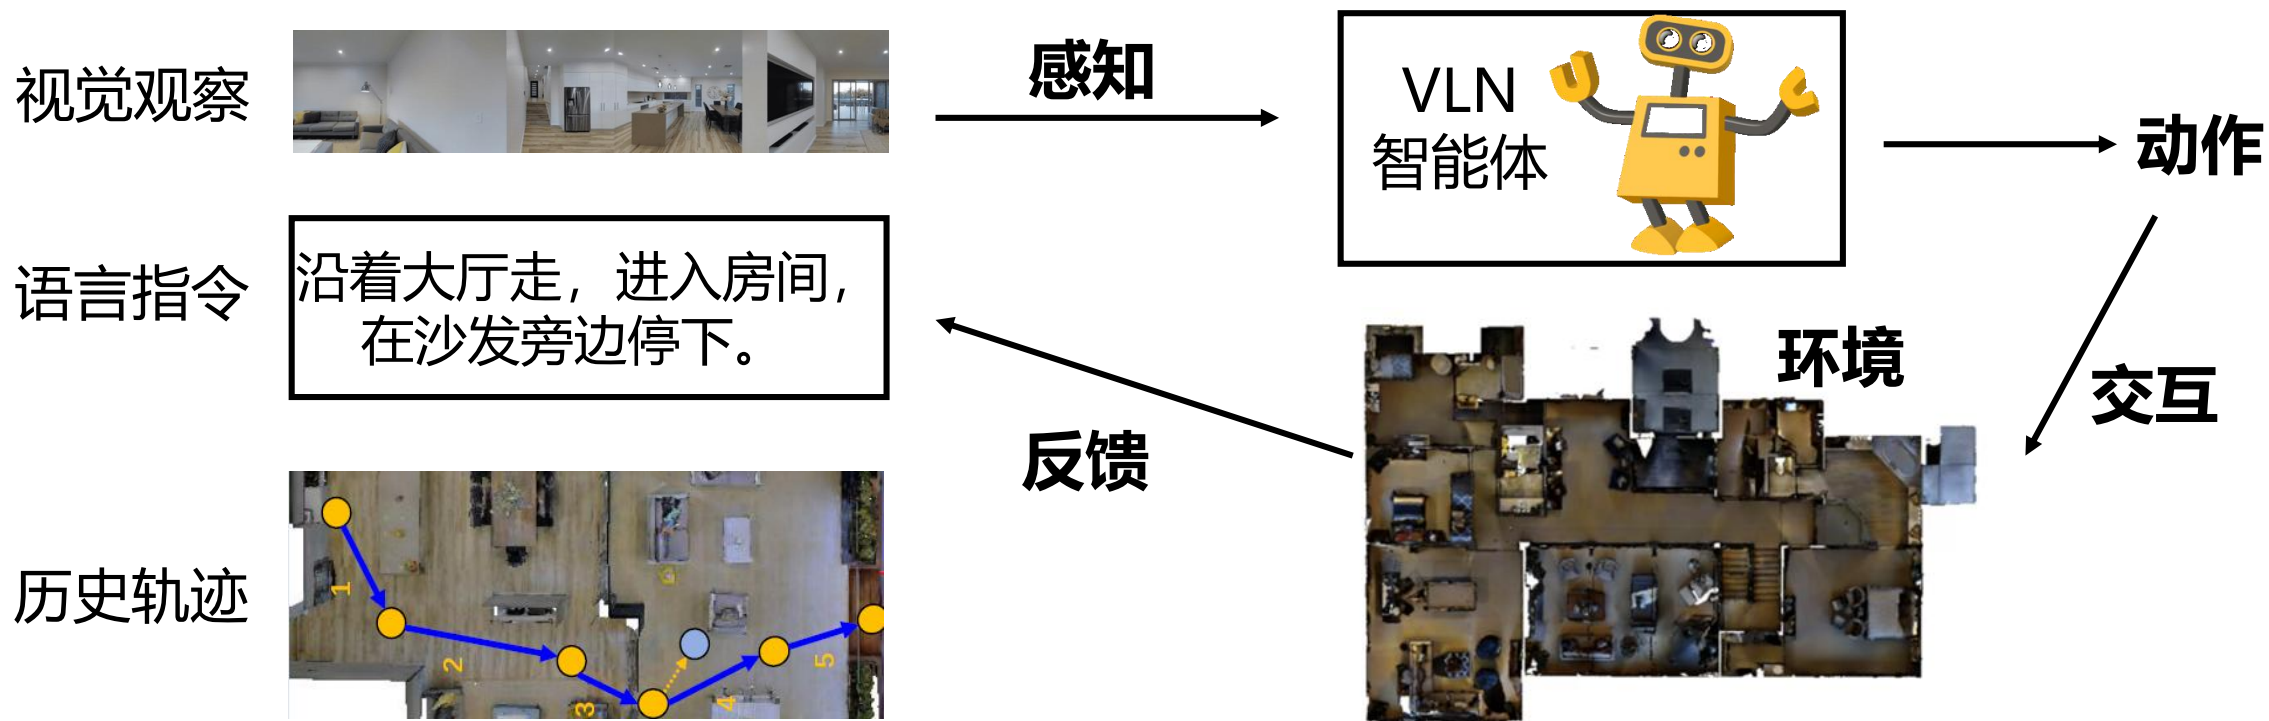 视觉观察
感知
VLN
智能体
动作
语言指令
沿着大厅走，进入房间，
在沙发旁边停下。
环境
交互
反馈
历史轨迹
1
2
3
4
5